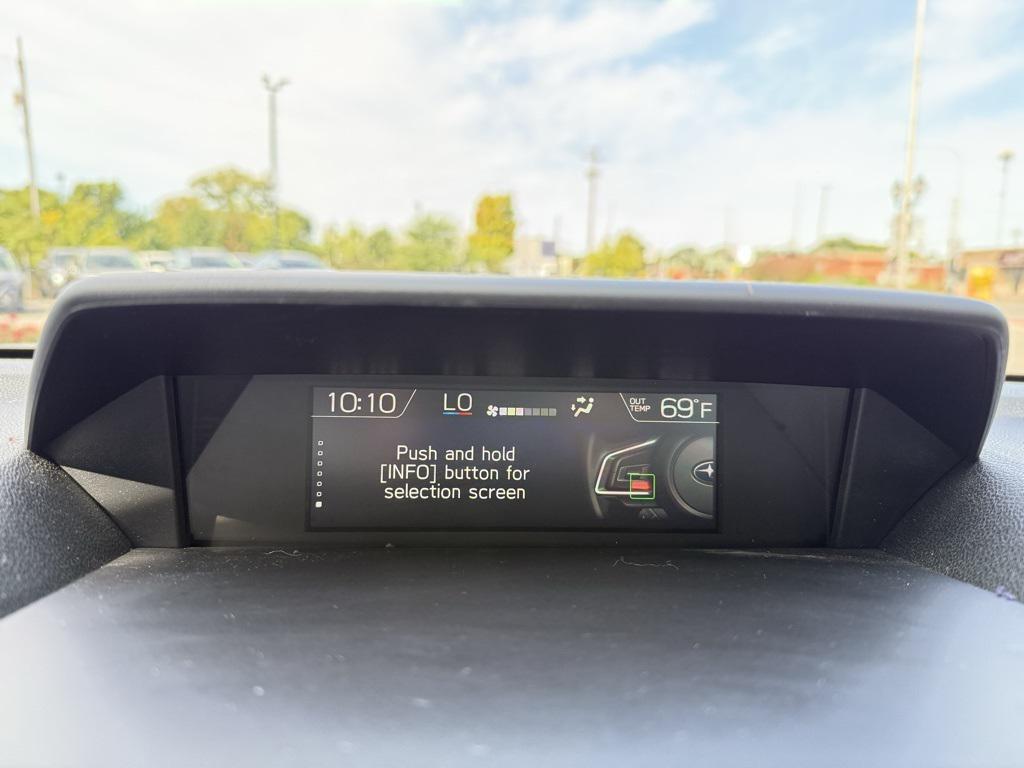 10:10
LO
OUT
TEMP
69°F
Push and hold
[INFO] button for
selection screen